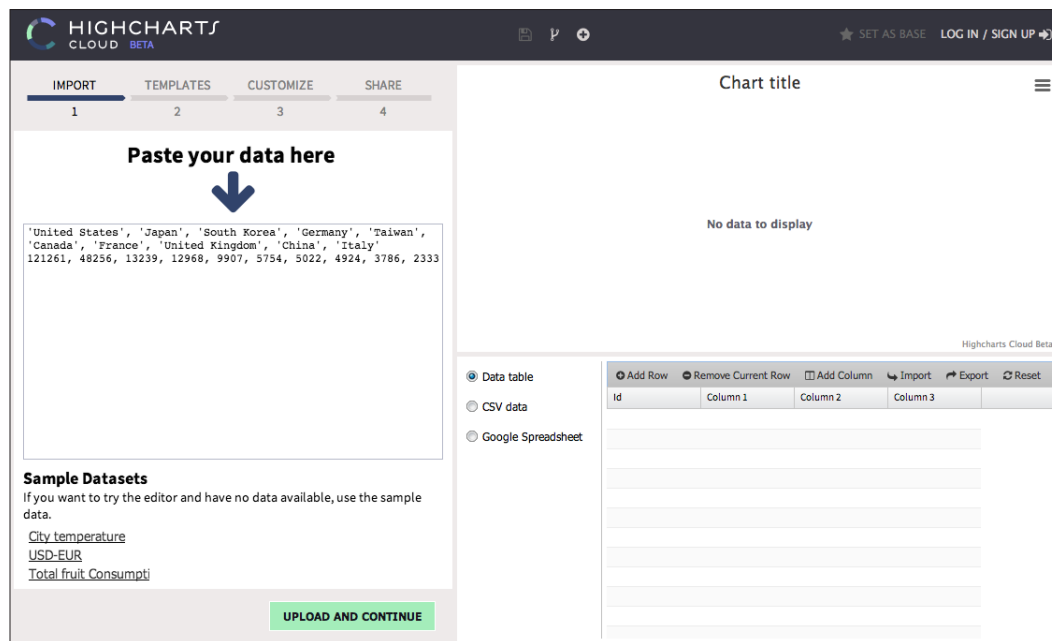 HIGHCHARTS
CLOUD BETA
SET AS BASE LOG IN / SIGN UP
IMPORT TEMPLATES CUSTOMIZE SHARE
1 2 3 4
Paste your data here
'United States', 'Japan', 'South Korea', 'Germany', 'Taiwan',
'Canada', 'France', 'United Kingdom', 'China', 'Italy'
121261, 48256, 13239, 12968, 9907, 5754, 5022, 4924, 3786, 2333
Sample Datasets
If you want to try the editor and have no data available, use the sample
data.
City temperature
USD-EUR
Total fruit Consumpti
UPLOAD AND CONTINUE
Chart title
No data to display
Highcharts Cloud Beta
Data table
CSV data
Google Spreadsheet
Add Row Remove Current Row Add Column Import Export Reset
Id Column 1 Column 2 Column 3